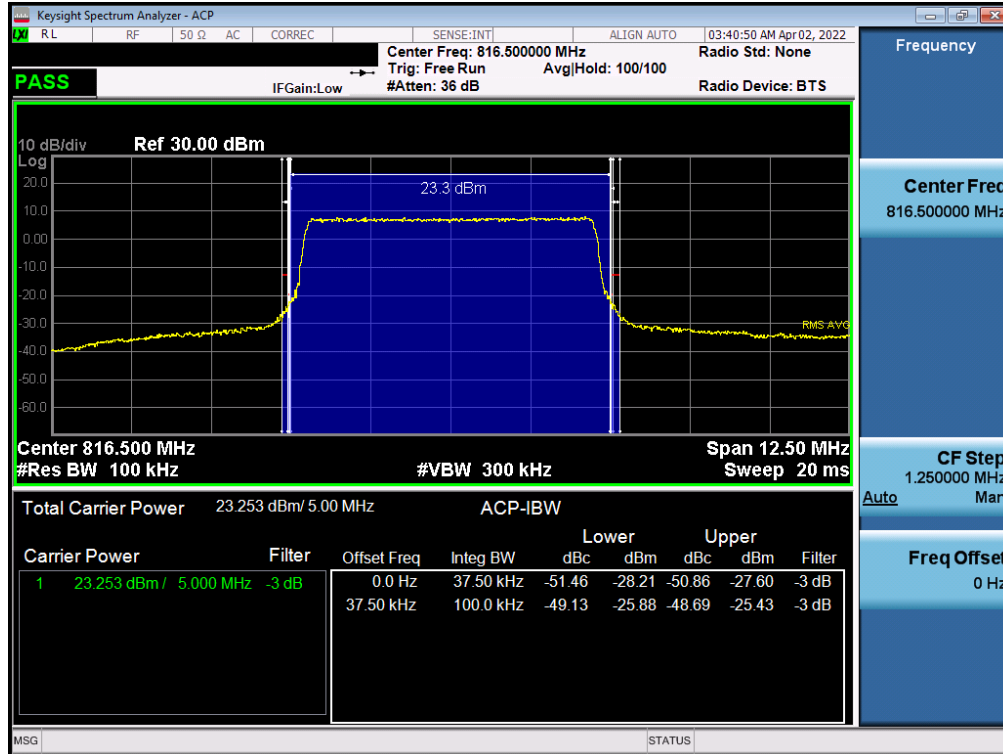 Keysight Spectrum Analyzer - ACP
LXI RL RF 50 Ω AC CORREC SENSE:INT ALIGN AUTO 03:40:50 AM Apr 02, 2022
Center Freq: 816.500000 MHz Radio Std: None
Trig: Free Run Avg|Hold: 100/100
PASS IFGain:Low #Atten: 36 dB Radio Device: BTS
10 dB/div Ref 30.00 dBm
Log
20.0
10.0
0.00
-10.0
-20.0
-30.0
-40.0
-50.0
-60.0
23.3 dBm
RMS AVG
Center 816.500 MHz Span 12.50 MHz
#Res BW 100 kHz #VBW 300 kHz Sweep 20 ms
Total Carrier Power 23.253 dBm/ 5.00 MHz ACP-IBW
Lower Upper
Carrier Power Filter Offset Freq Integ BW dBc dBm dBc dBm Filter
1 23.253 dBm / 5.000 MHz -3 dB 0.0 Hz 37.50 kHz -51.46 -28.21 -50.86 -27.60 -3 dB
37.50 kHz 100.0 kHz -49.13 -25.88 -48.69 -25.43 -3 dB
MSG STATUS
Frequency
Center Freq
816.500000 MHz
CF Step
1.250000 MHz
Auto Man
Freq Offset
0 Hz